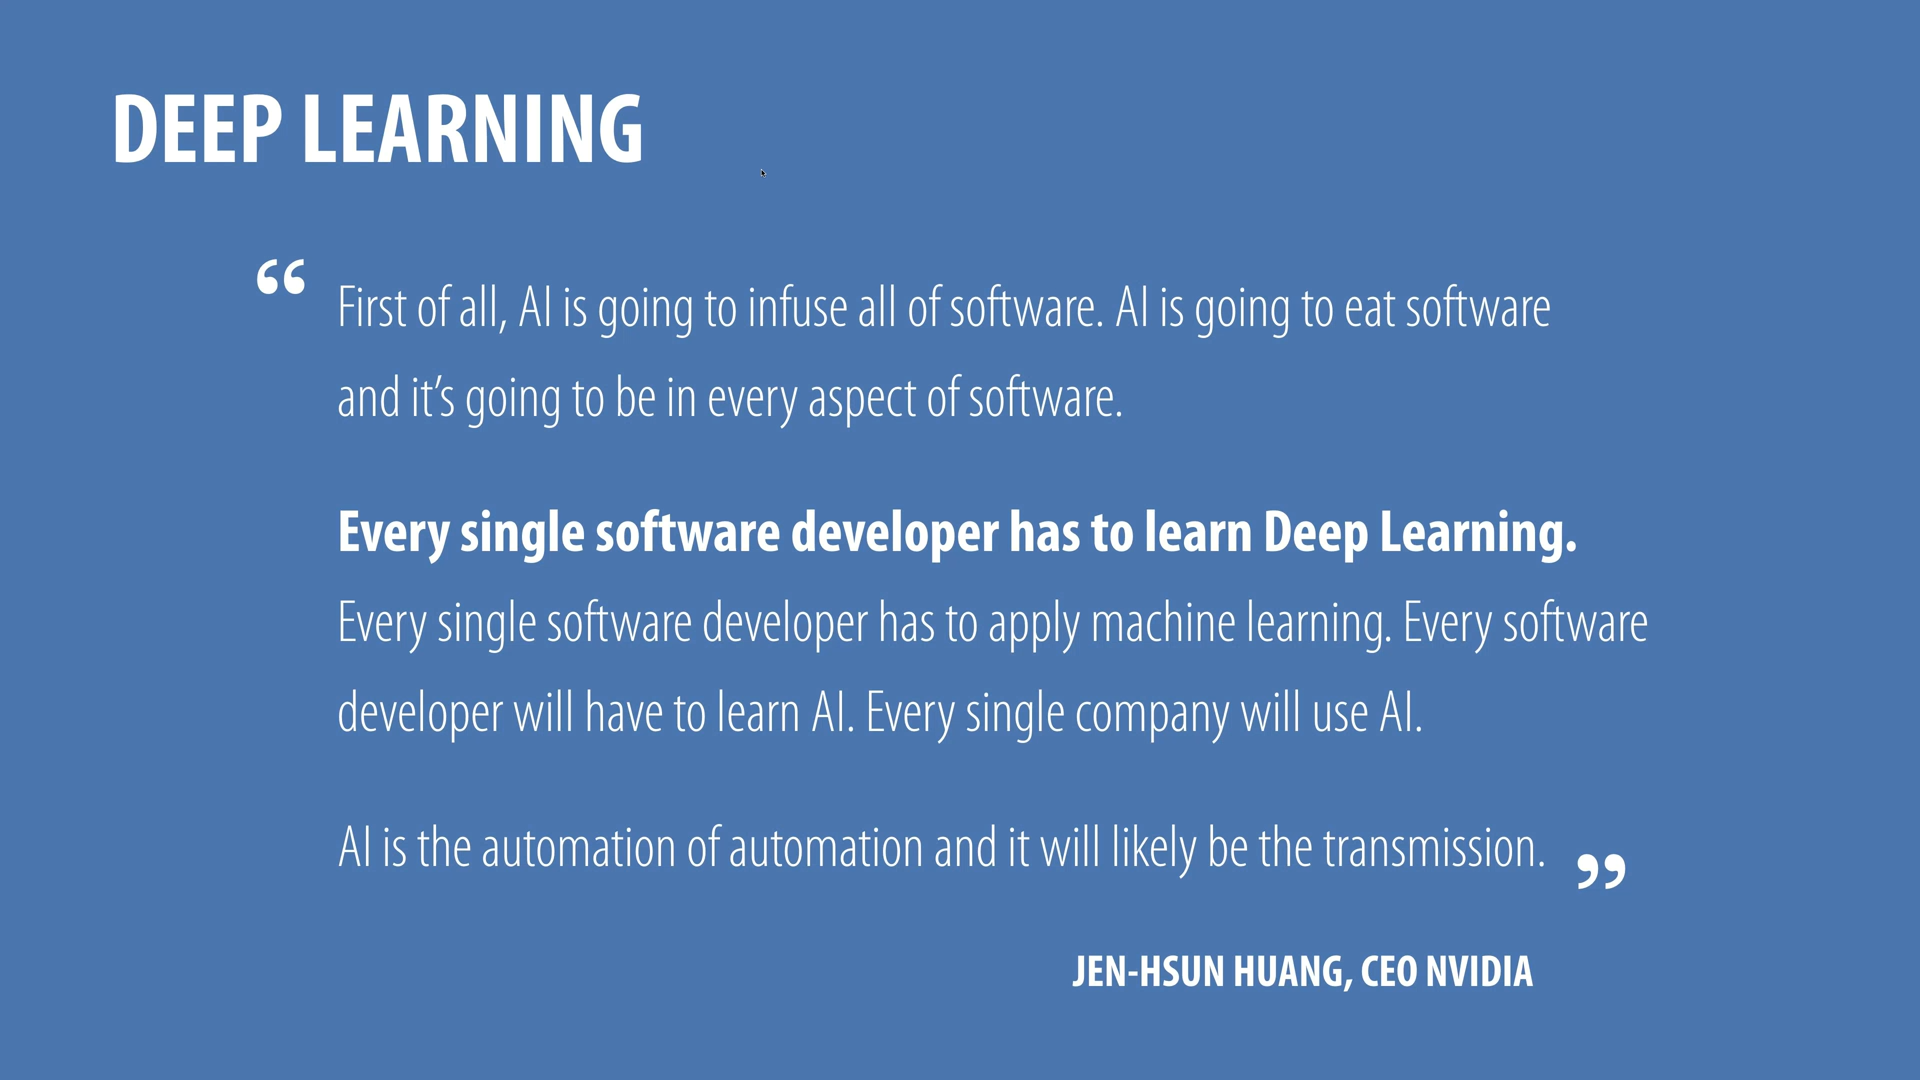 DEEP LEARNING
“ First of all, AI is going to infuse all of software. AI is going to eat software
and it’s going to be in every aspect of software.
Every single software developer has to learn Deep Learning.
Every single software developer has to apply machine learning. Every software
developer will have to learn AI. Every single company will use AI.
AI is the automation of automation and it will likely be the transmission. ”
JEN-HSUN HUANG, CEO NVIDIA